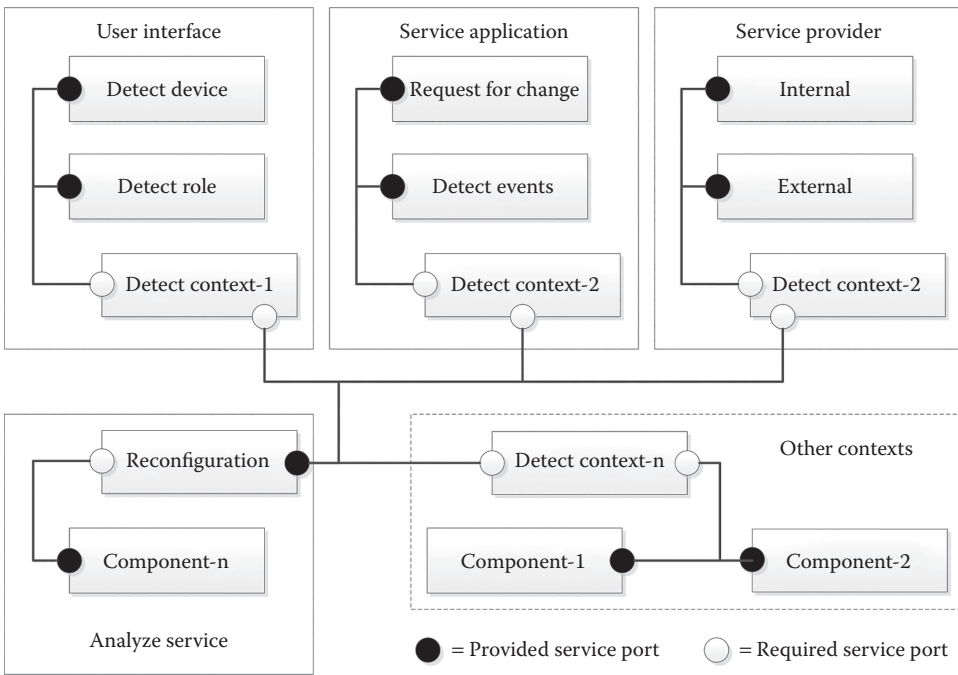 User interface
Detect device
Detect role
Detect context-1
Service application
Request for change
Detect events
Detect context-2
Service provider
Internal
External
Detect context-2
Reconfiguration
Component-n
Analyze service
Other contexts
Detect context-n
Component-1
Component-2
= Provided service port
= Required service port